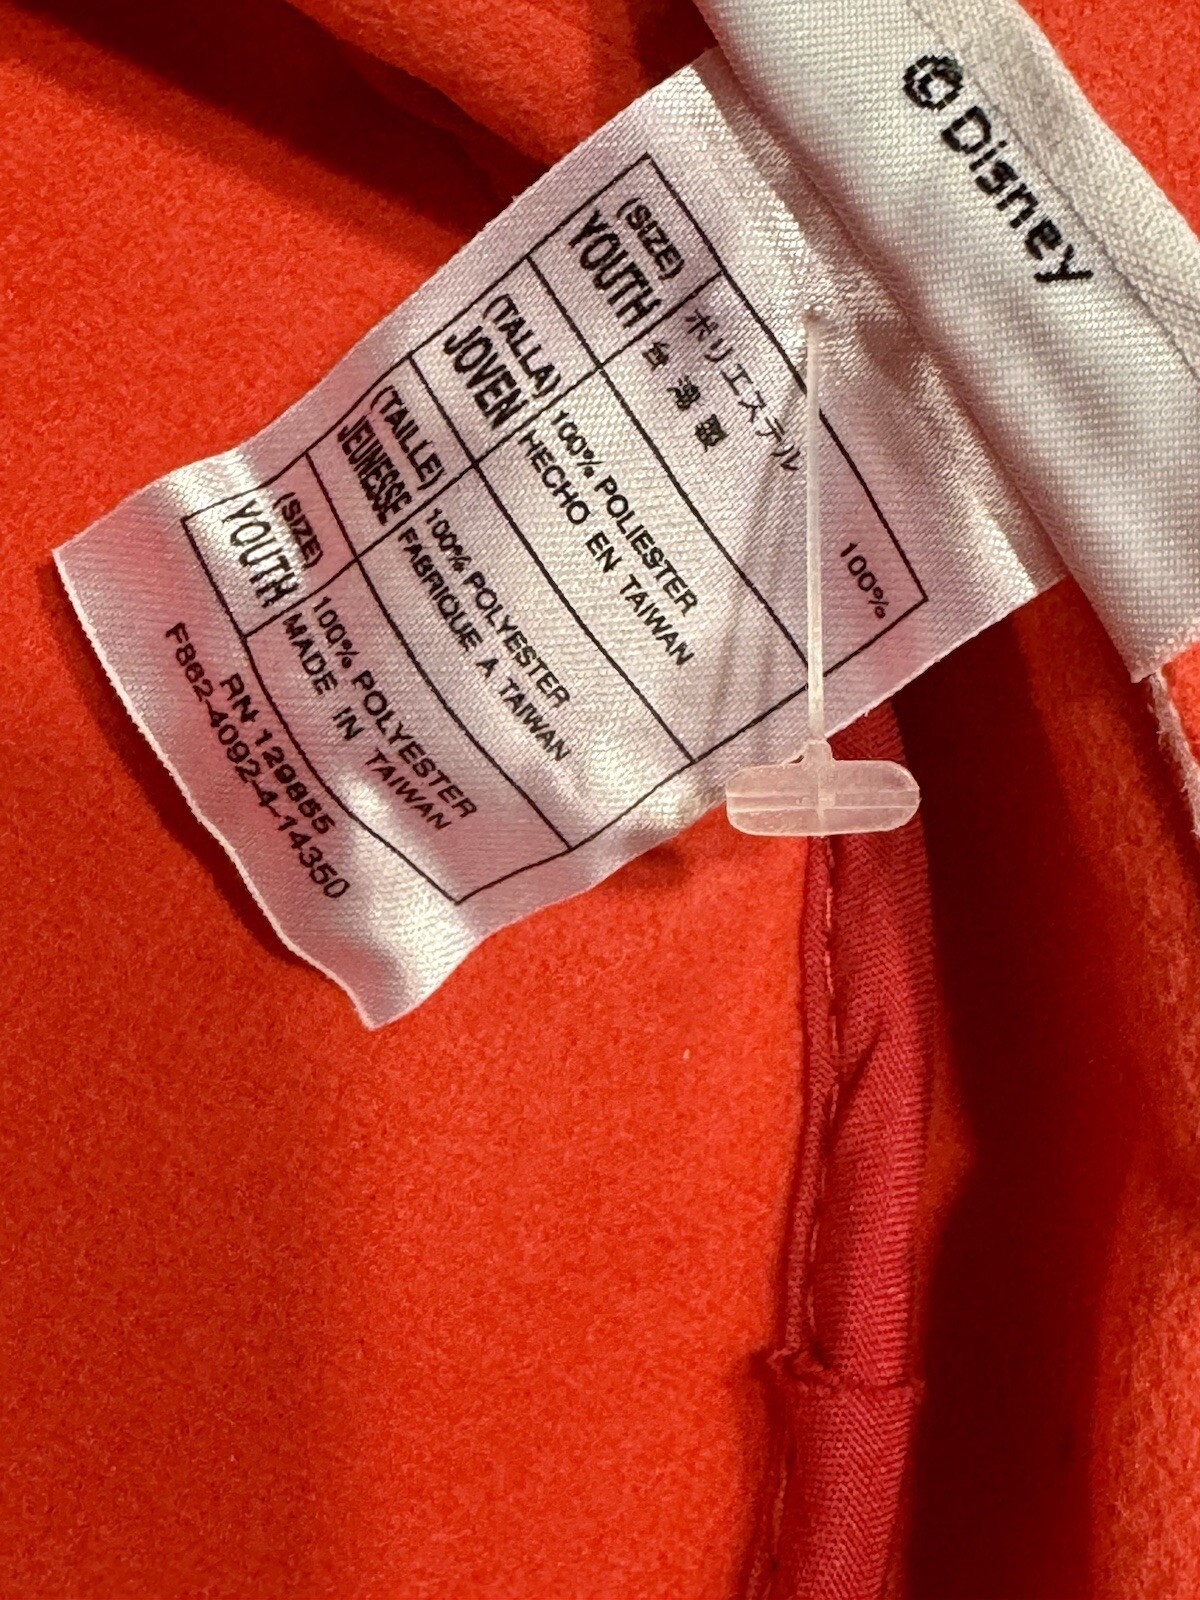 ©Disney
(SIZE)
YOUTH
ポリエステル 100%
台湾製
(TALLA)
JOVEN
100% POLIESTER
HECHO EN TAIWAN
(TAILLE)
JEUNESSE
100% POLYESTER
FABRIQUE A TAIWAN
(SIZE)
YOUTH
100% POLYESTER
MADE IN TAIWAN
RN 129855
F862-4092-4-14350